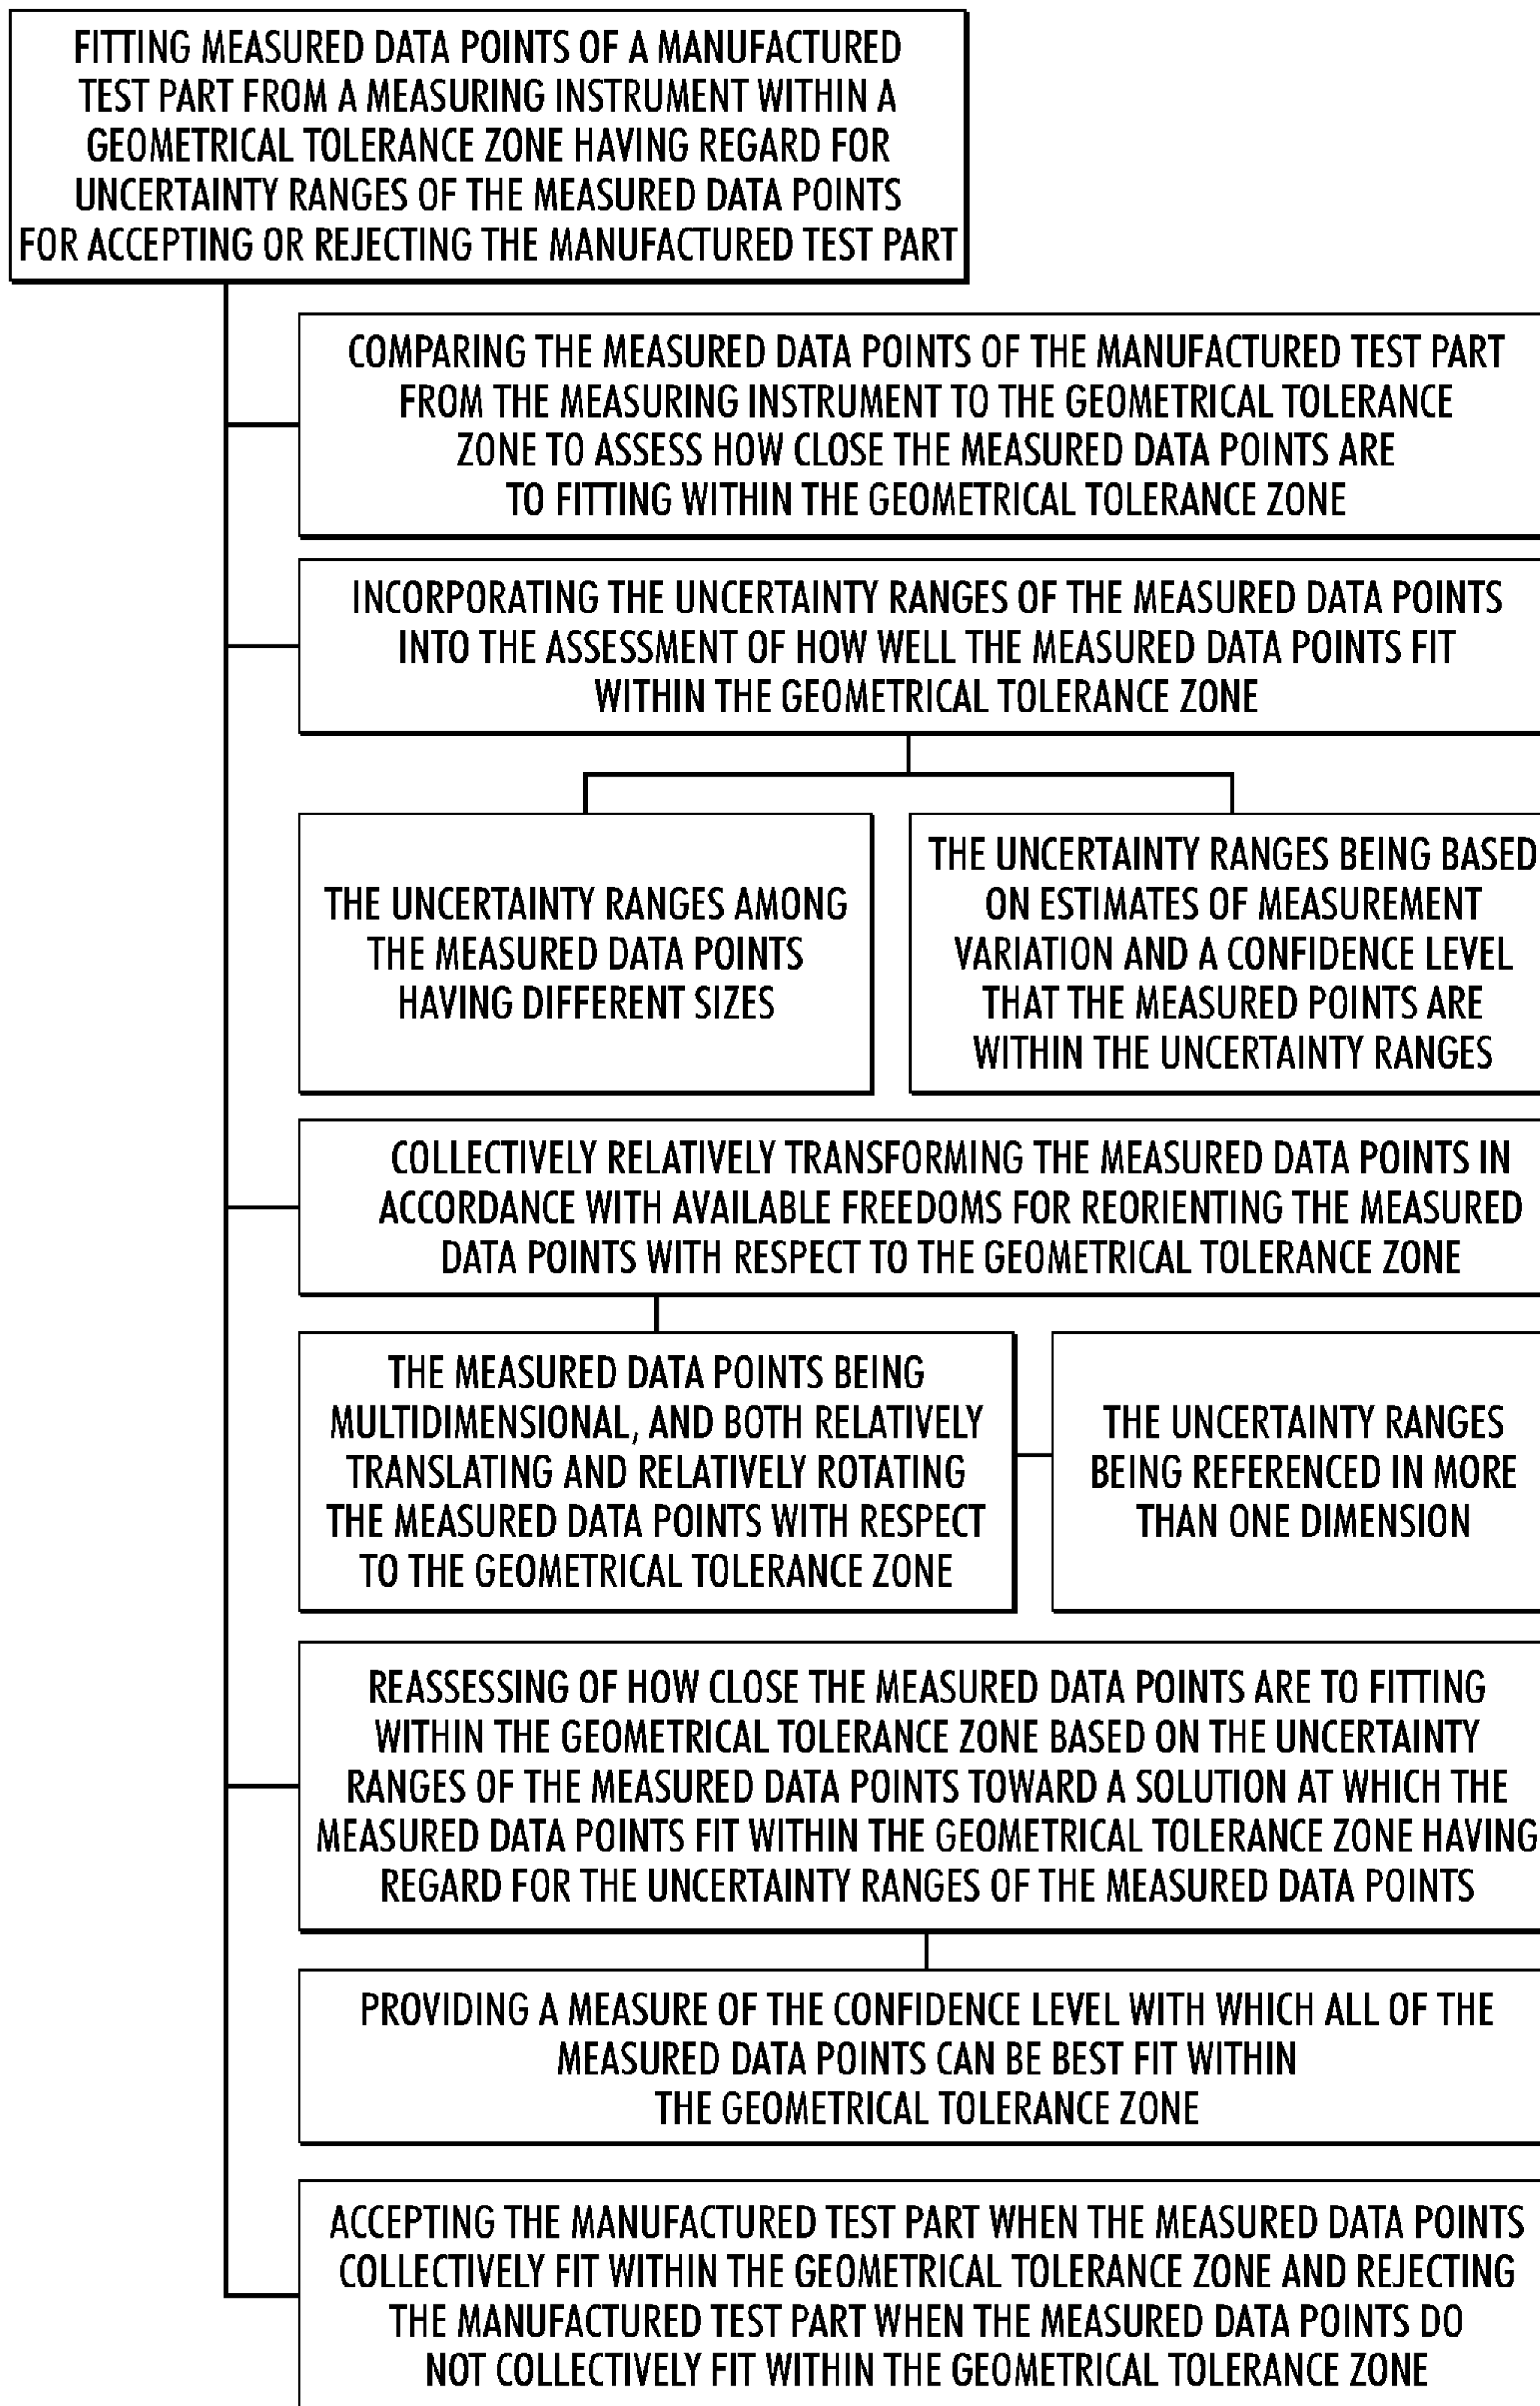 FITTING MEASURED DATA POINTS OF A MANUFACTURED
TEST PART FROM A MEASURING INSTRUMENT WITHIN A
GEOMETRICAL TOLERANCE ZONE HAVING REGARD FOR
UNCERTAINTY RANGES OF THE MEASURED DATA POINTS
FOR ACCEPTING OR REJECTING THE MANUFACTURED TEST PART
COMPARING THE MEASURED DATA POINTS OF THE MANUFACTURED TEST PART
FROM THE MEASURING INSTRUMENT TO THE GEOMETRICAL TOLERANCE
ZONE TO ASSESS HOW CLOSE THE MEASURED DATA POINTS ARE
TO FITTING WITHIN THE GEOMETRICAL TOLERANCE ZONE
INCORPORATING THE UNCERTAINTY RANGES OF THE MEASURED DATA POINTS
INTO THE ASSESSMENT OF HOW WELL THE MEASURED DATA POINTS FIT
WITHIN THE GEOMETRICAL TOLERANCE ZONE
THE UNCERTAINTY RANGES AMONG
THE MEASURED DATA POINTS
HAVING DIFFERENT SIZES
THE UNCERTAINTY RANGES BEING BASED
ON ESTIMATES OF MEASUREMENT
VARIATION AND A CONFIDENCE LEVEL
THAT THE MEASURED POINTS ARE
WITHIN THE UNCERTAINTY RANGES
COLLECTIVELY RELATIVELY TRANSFORMING THE MEASURED DATA POINTS IN
ACCORDANCE WITH AVAILABLE FREEDOMS FOR REORIENTING THE MEASURED
DATA POINTS WITH RESPECT TO THE GEOMETRICAL TOLERANCE ZONE
THE MEASURED DATA POINTS BEING
MULTIDIMENSIONAL, AND BOTH RELATIVELY
TRANSLATING AND RELATIVELY ROTATING
THE MEASURED DATA POINTS WITH RESPECT
TO THE GEOMETRICAL TOLERANCE ZONE
THE UNCERTAINTY RANGES
BEING REFERENCED IN MORE
THAN ONE DIMENSION
REASSESSING OF HOW CLOSE THE MEASURED DATA POINTS ARE TO FITTING
WITHIN THE GEOMETRICAL TOLERANCE ZONE BASED ON THE UNCERTAINTY
RANGES OF THE MEASURED DATA POINTS TOWARD A SOLUTION AT WHICH THE
MEASURED DATA POINTS FIT WITHIN THE GEOMETRICAL TOLERANCE ZONE HAVING
REGARD FOR THE UNCERTAINTY RANGES OF THE MEASURED DATA POINTS
PROVIDING A MEASURE OF THE CONFIDENCE LEVEL WITH WHICH ALL OF THE
MEASURED DATA POINTS CAN BE BEST FIT WITHIN
THE GEOMETRICAL TOLERANCE ZONE
ACCEPTING THE MANUFACTURED TEST PART WHEN THE MEASURED DATA POINTS
COLLECTIVELY FIT WITHIN THE GEOMETRICAL TOLERANCE ZONE AND REJECTING
THE MANUFACTURED TEST PART WHEN THE MEASURED DATA POINTS DO
NOT COLLECTIVELY FIT WITHIN THE GEOMETRICAL TOLERANCE ZONE